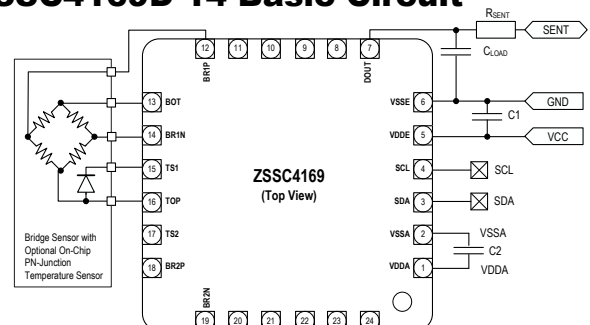 SSC4169D T4 Basic Circuit
RSENT
SENT
12 11 10 9 8 7
BR1P
DOUT
CLOAD
13 BOT
VSSE 6
GND
C1
14 BR1N
VDDE 5
VCC
15 TS1
ZSSC4169
(Top View)
SCL 4
SCL
16 TOP
SDA 3
SDA
17 TS2
VSSA 2
VSSA
C2
18 BR2P
VDDA 1
VDDA
Bridge Sensor with
Optional On-Chip
PN-Junction
Temperature Sensor
BR2N
19 20 21 22 23 24